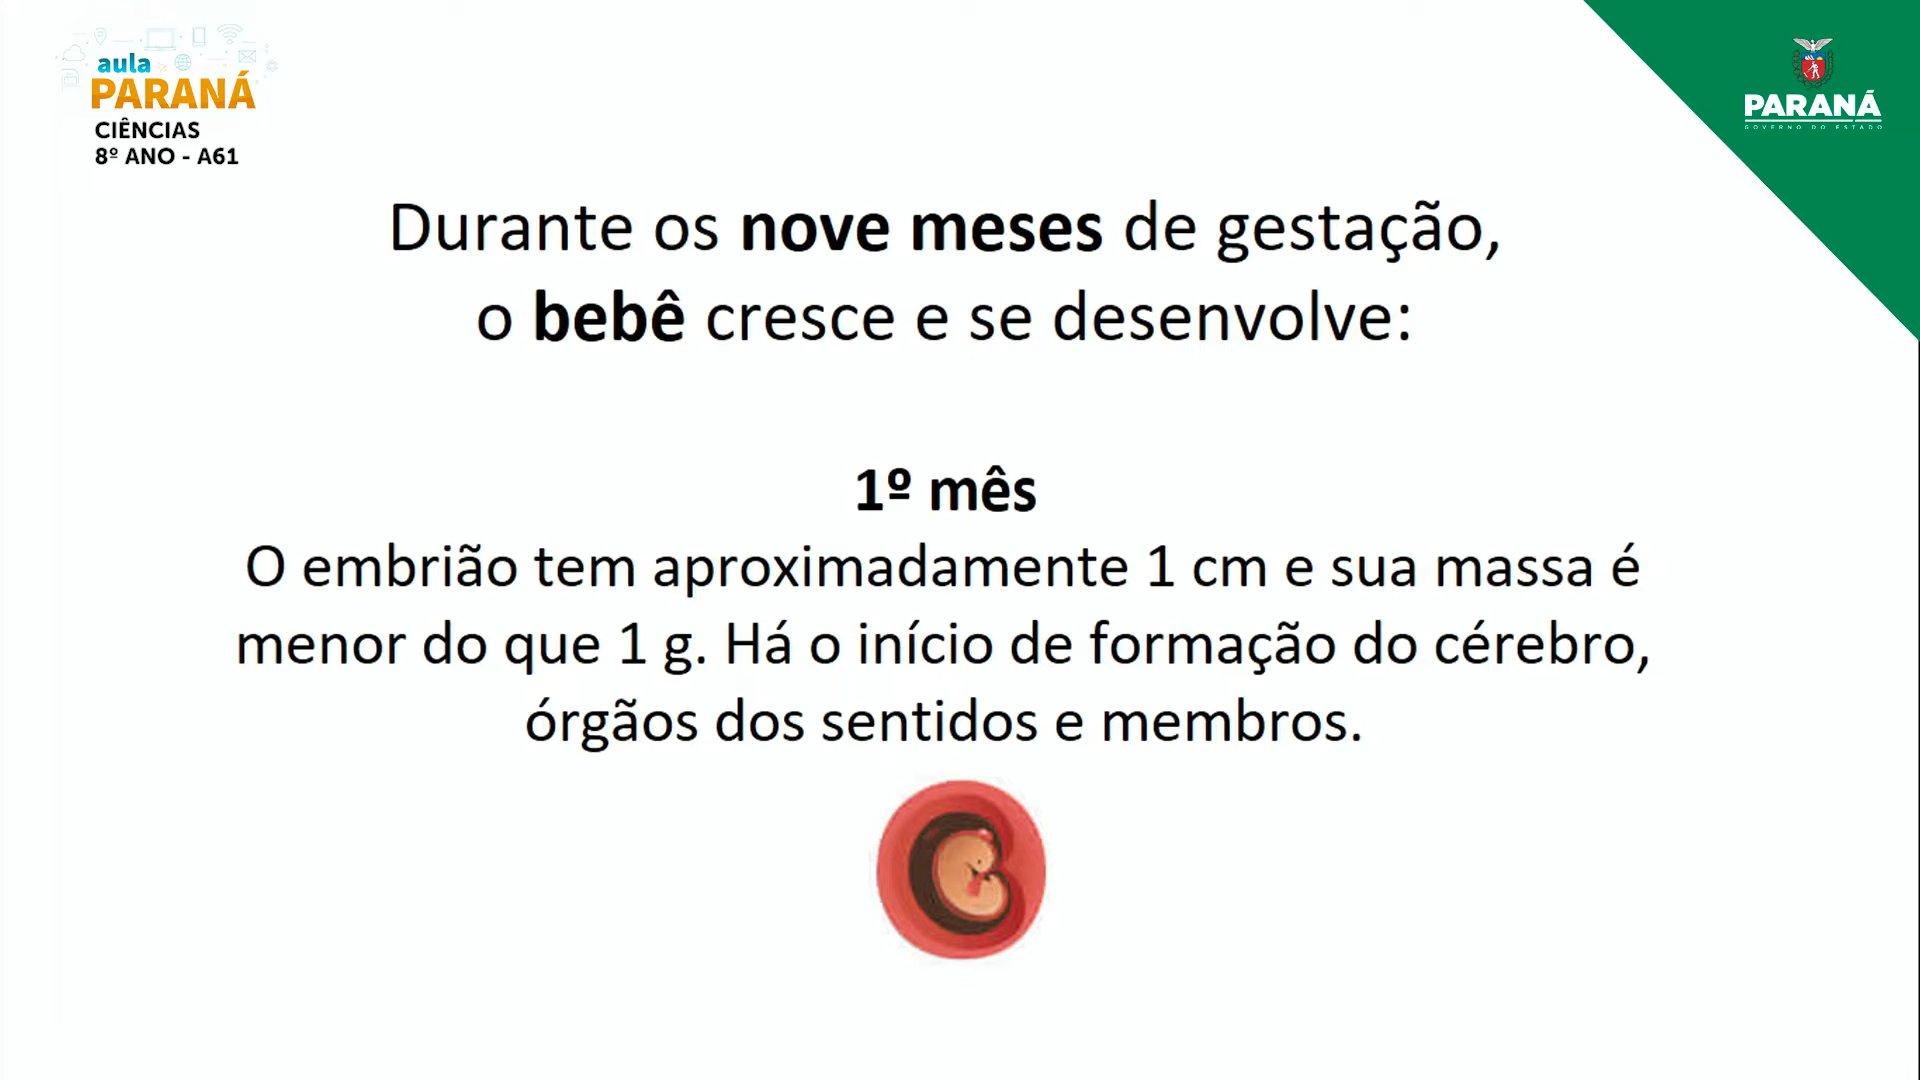 aula
PARANÁ
CIÊNCIAS
8º ANO - A61
PARANÁ
GOVERNO DO ESTADO
Durante os nove meses de gestação,
o bebê cresce e se desenvolve:
1º mês
O embrião tem aproximadamente 1 cm e sua massa é
menor do que 1 g. Há o início de formação do cérebro,
órgãos dos sentidos e membros.